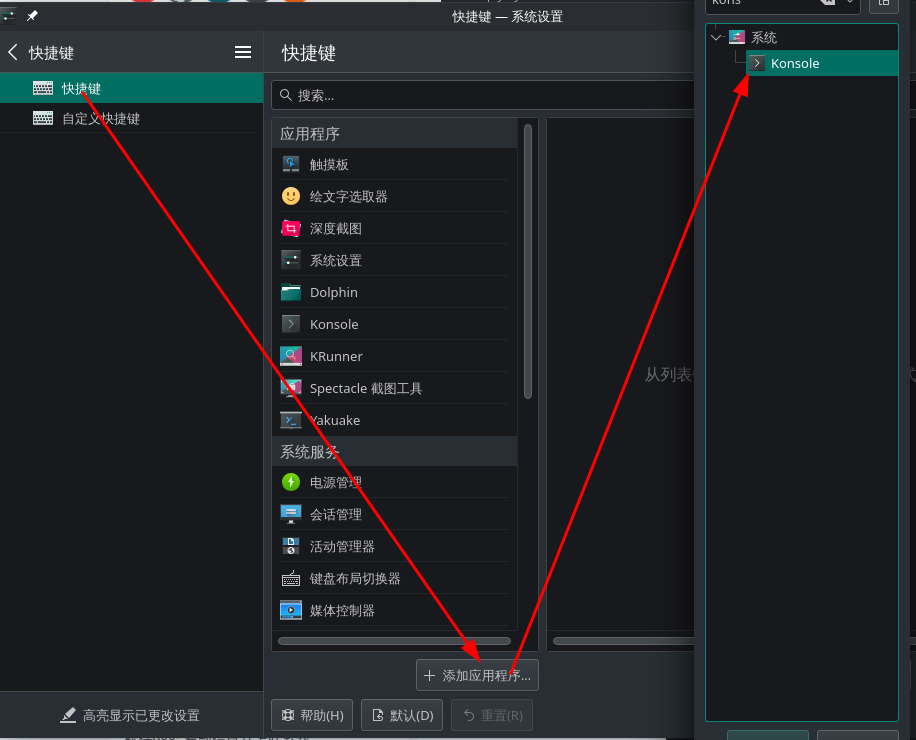 快捷键 — 系统设置
快捷键
快捷键
自定义快捷键
高亮显示已更改设置
快捷键
搜索...
应用程序
触摸板
绘文字选取器
深度截图
系统设置
Dolphin
Konsole
KRunner
Spectacle 截图工具
Yakuake
系统服务
电源管理
会话管理
活动管理器
键盘布局切换器
媒体控制器
添加应用程序...
帮助(H)
默认(D)
重置(R)
从列表
kons
系统
Konsole